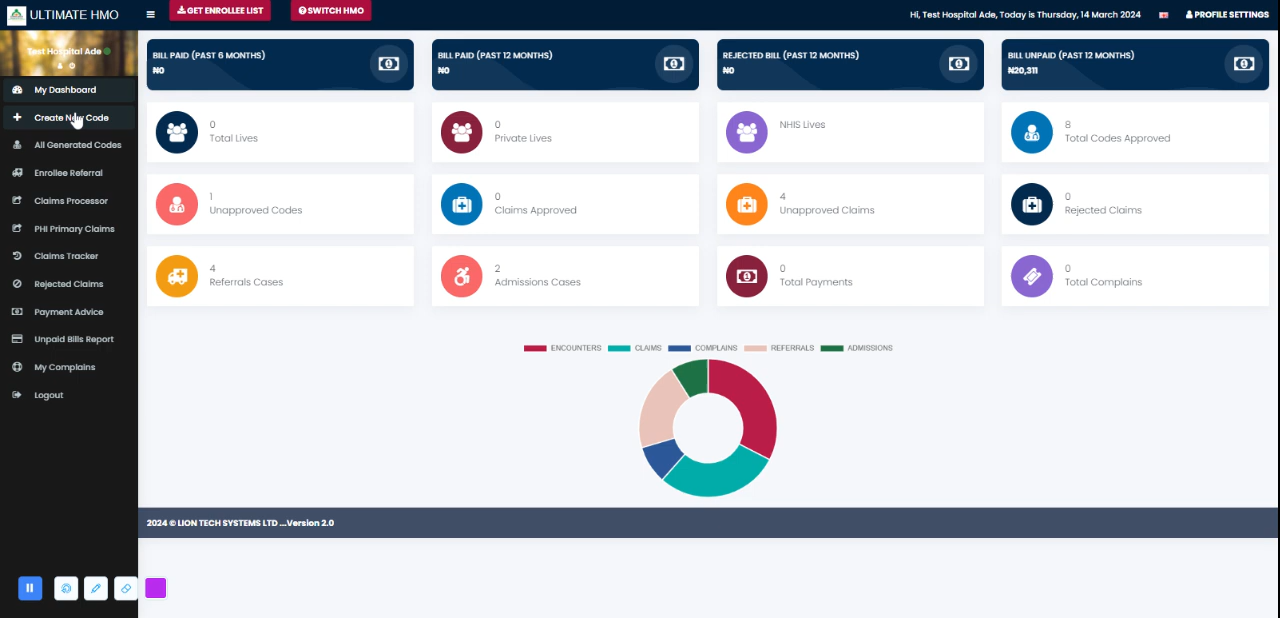 ULTIMATE HMO
GET ENROLLEE LIST
SWITCH HMO
Hi, Test Hospital Ade, Today is Thursday, 14 March 2024
PROFILE SETTINGS
Test Hospital Ade
My Dashboard
Create New Code
All Generated Codes
Enrollee Referral
Claims Processor
PHI Primary Claims
Claims Tracker
Rejected Claims
Payment Advice
Unpaid Bills Report
My Complains
Logout
BILL PAID (PAST 6 MONTHS)
₦0
BILL PAID (PAST 12 MONTHS)
₦0
REJECTED BILL (PAST 12 MONTHS)
₦0
BILL UNPAID (PAST 12 MONTHS)
₦20,311
0
Total Lives
0
Private Lives
NHIS Lives
8
Total Codes Approved
1
Unapproved Codes
0
Claims Approved
4
Unapproved Claims
0
Rejected Claims
4
Referrals Cases
2
Admissions Cases
0
Total Payments
0
Total Complains
ENCOUNTERS CLAIMS COMPLAINS REFERRALS ADMISSIONS
2024 © LION TECH SYSTEMS LTD ...Version 2.0